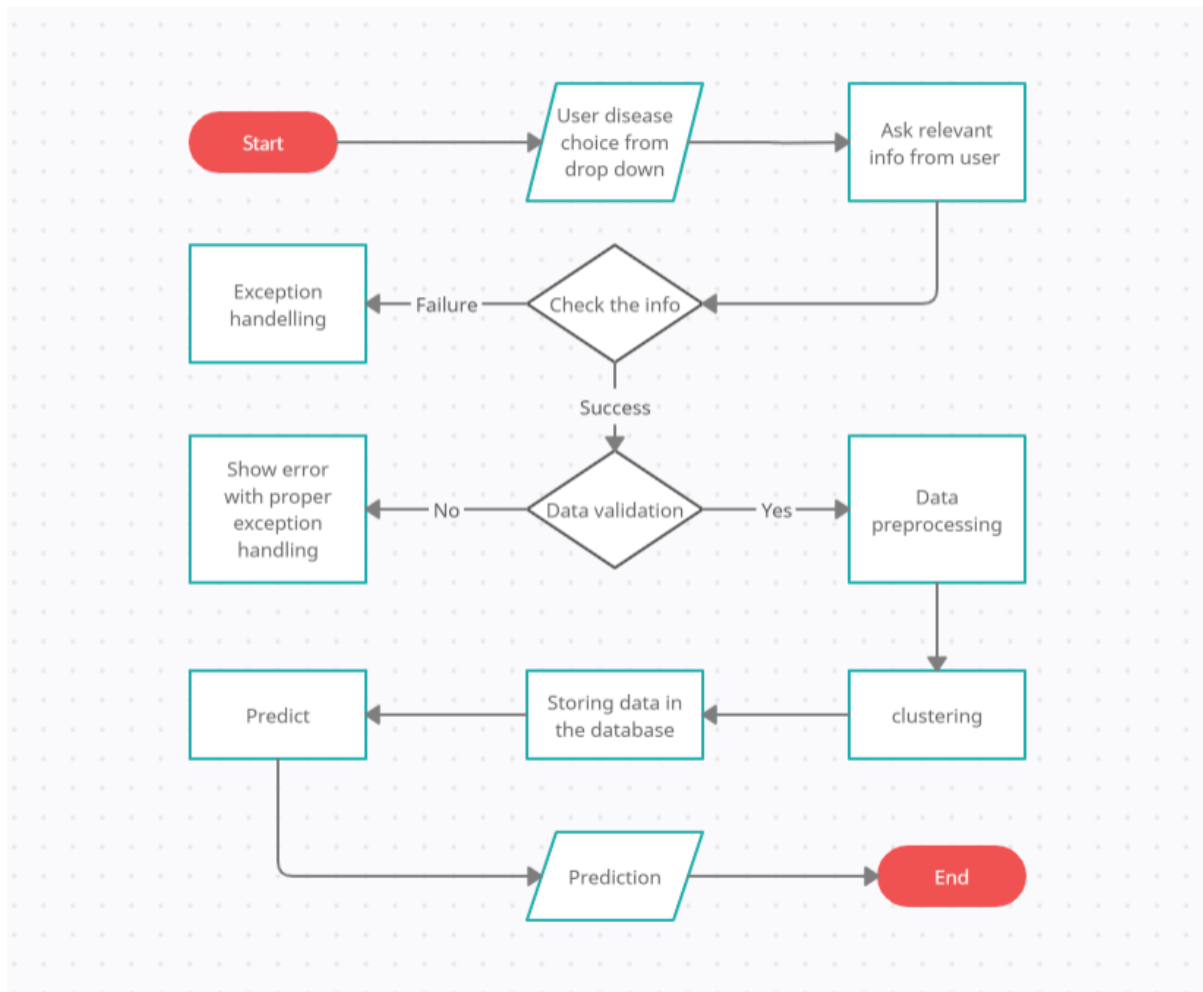 Start
User disease
choice from
drop down
Ask relevant
info from user
Exception
handelling
Failure
Check the info
Success
Show error
with proper
exception
handling
No
Data validation
Yes
Data
preprocessing
Predict
Storing data in
the database
clustering
Prediction
End